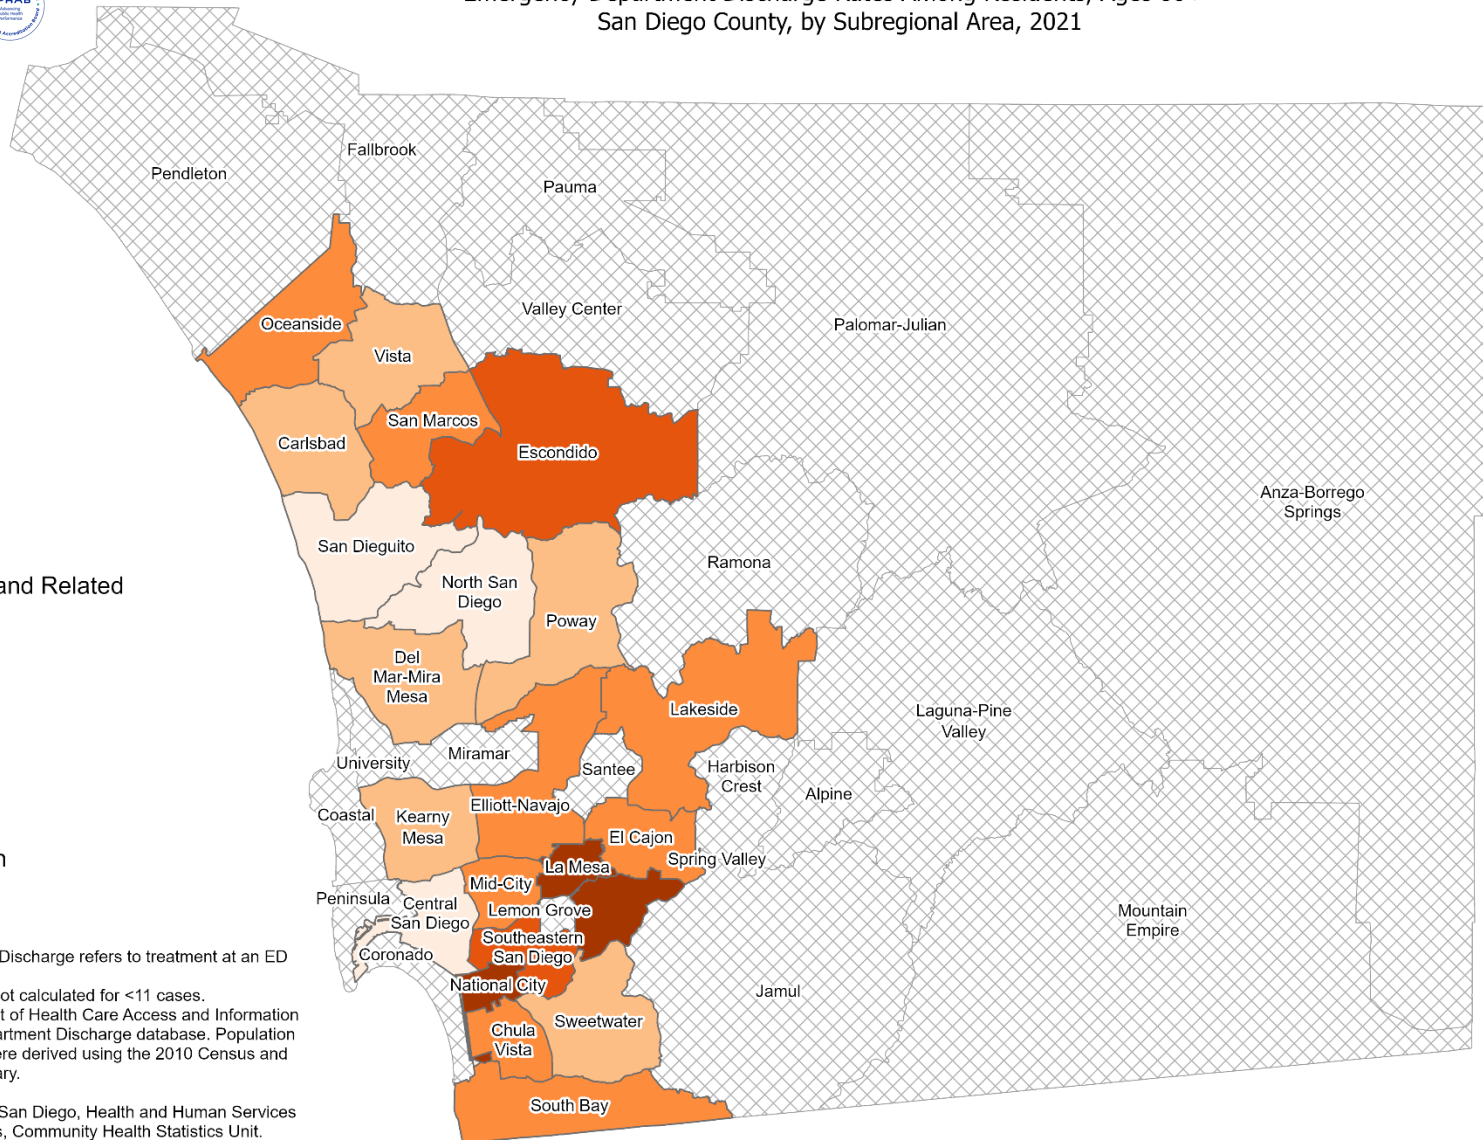 San Diego County, by Subregional Area, 2021
Fallbrook
Pendleton
Pauma
Valley Center
Oceanside
Palomar-Julian
Vista
San Marcos
Carlsbad
Escondido
Anza-Borrego
Springs
San Dieguito
Ramona
North San
Diego
and Related
Poway
Del
Mar-Mira
Mesa
Lakeside
Laguna-Pine
Valley
Miramar
University
Santee
Harbison
Crest
Alpine
Elliott-Navajo
Coastal
Kearny
Mesa
El Cajon
Spring Valley
La Mesa
Mid-City
Peninsula
Central
San Diego
Lemon Grove
Mountain
Empire
Southeastern
San Diego
Coronado
National City
Jamul
Sweetwater
Chula
Vista
South Bay
n
Discharge refers to treatment at an ED
ot calculated for <11 cases.
t of Health Care Access and Information
artment Discharge database. Population
ere derived using the 2010 Census and
ary.
San Diego, Health and Human Services
s, Community Health Statistics Unit.